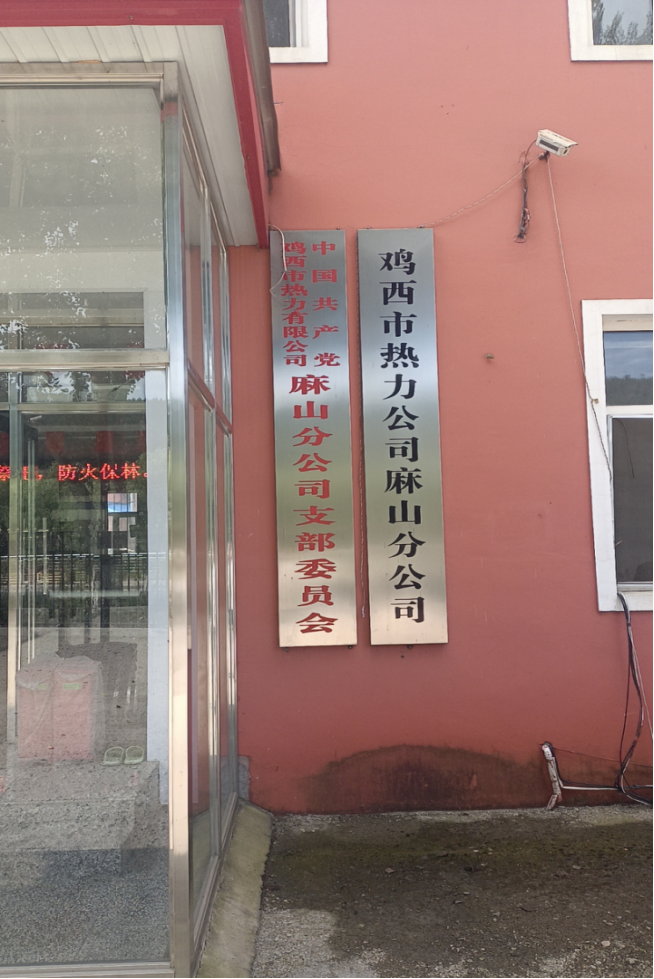 中国共产党
鸡西市热力有限公司
麻山分公司支部委员会
鸡西市热力公司麻山分公司
，防火保林。